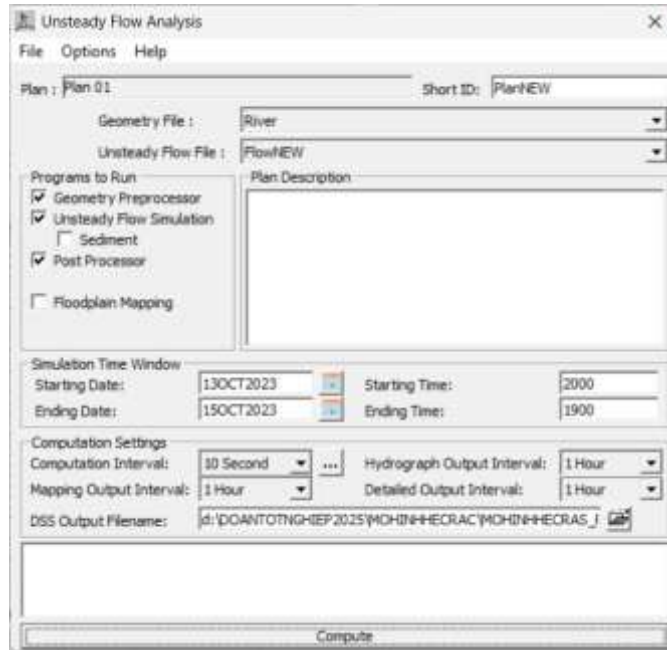 Unsteady Flow Analysis
File Options Help
Plan : Plan 01 Short ID: PlanNEW
Geometry File : River
Unsteady Flow File : FlowNEW
Programs to Run Plan Description
Geometry Preprocessor
Unsteady Flow Simulation
Sediment
Post Processor
Floodplain Mapping
Simulation Time Window
Starting Date: 13OCT2023 Starting Time: 2000
Ending Date: 15OCT2023 Ending Time: 1900
Computation Settings
Computation Interval: 10 Second ... Hydrograph Output Interval: 1 Hour
Mapping Output Interval: 1 Hour Detailed Output Interval: 1 Hour
DSS Output Filename: d:\DOANTOTNGHIEP2025\MOHINHHECRAC\MOHINHHECRAS_
Compute